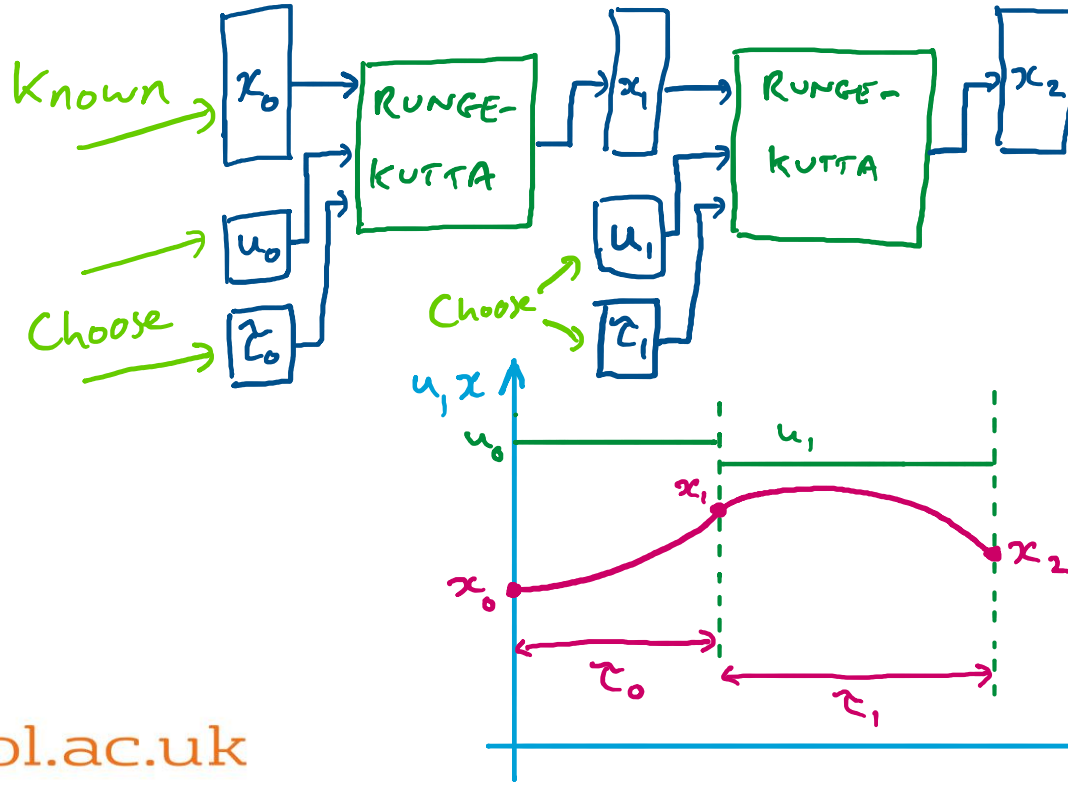 Known
x₀
RUNGE-
KUTTA
x₁
RUNGE-
KUTTA
x₂
u₀
u₁
Choose
τ₀
Choose
τ₁
u, x
u₀
u₁
x₁
x₀
x₂
τ₀
τ₁
ol.ac.uk